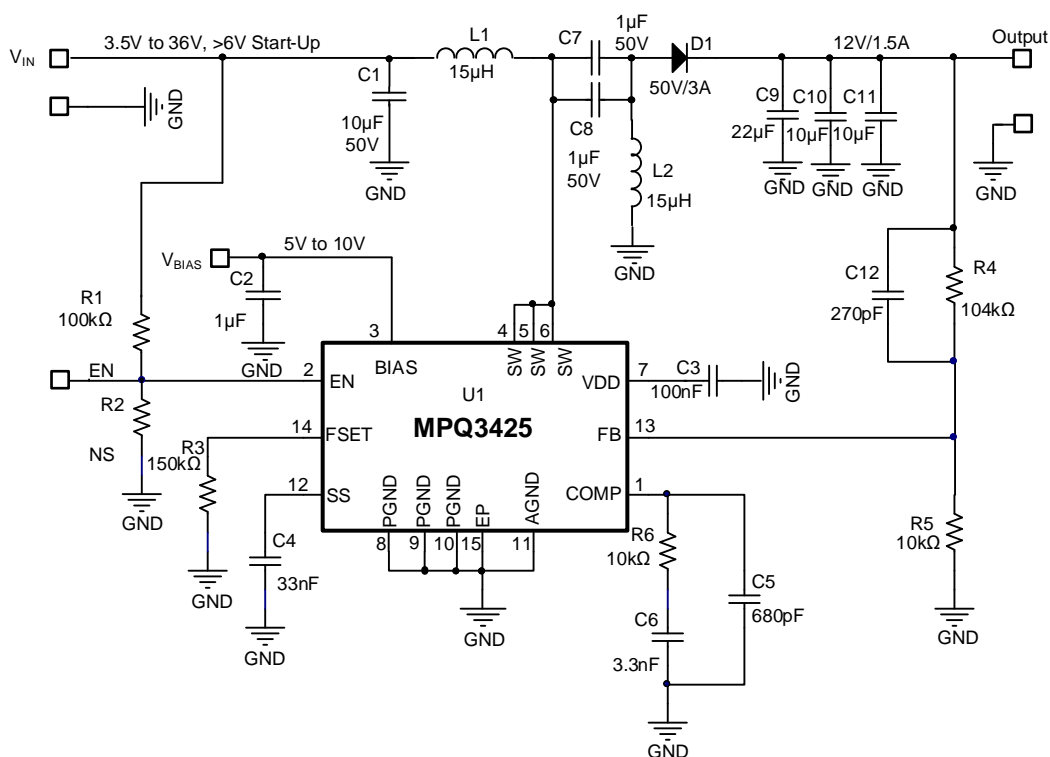 V_IN
3.5V to 36V, >6V Start-Up
GND
C1
10µF
50V
GND
L1
15µH
C7
1µF
50V
C8
1µF
50V
D1
50V/3A
L2
15µH
GND
12V/1.5A
Output
C9
22µF
GND
C10
10µF
GND
C11
10µF
GND
GND
V_BIAS
5V to 10V
C2
1µF
GND
R1
100kΩ
EN
R2
NS
GND
R3
150kΩ
GND
C4
33nF
GND
3
BIAS
4
5
6
SW
SW
SW
2
EN
U1
MPQ3425
VDD
7
C3
100nF
GND
14
FSET
FB
13
12
SS
COMP
1
PGND
PGND
PGND
EP
AGND
8
9
10
15
11
GND
R6
10kΩ
C6
3.3nF
C5
680pF
GND
C12
270pF
R4
104kΩ
R5
10kΩ
GND